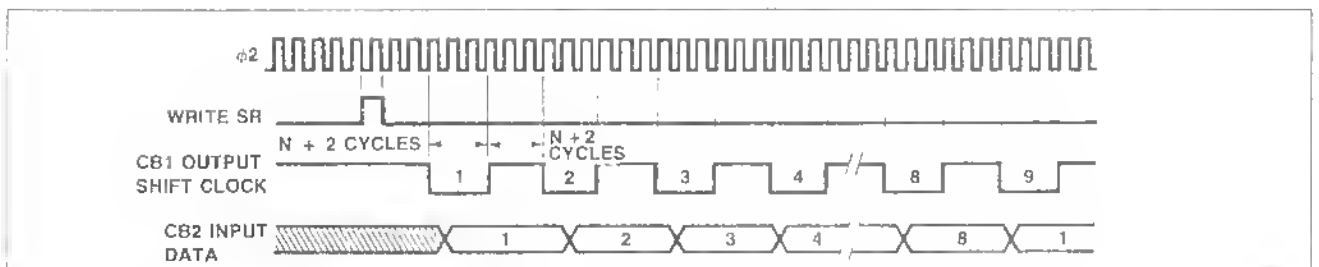 φ2
WRITE SR
N + 2 CYCLES
N + 2
CYCLES
CB1 OUTPUT
SHIFT CLOCK
1 2 3 4 8 9
CB2 INPUT
DATA
1 2 3 4 8 1